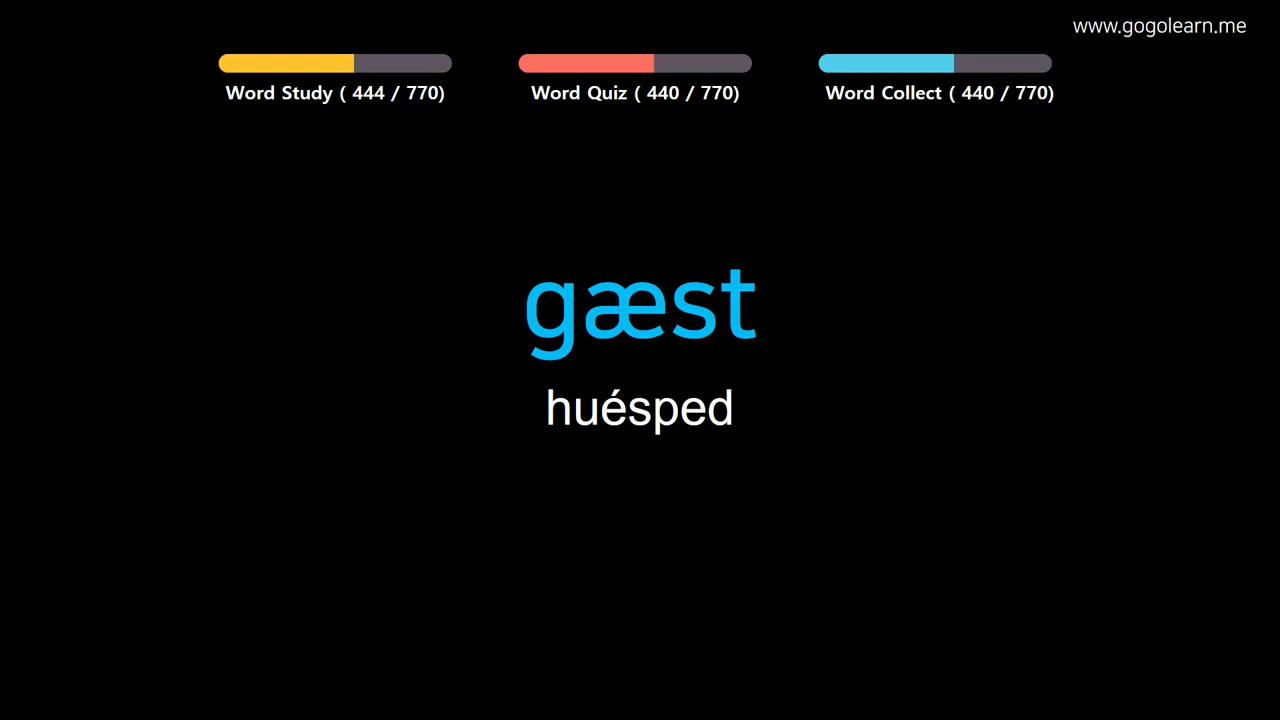 www.gogolearn.me
Word Study ( 444 / 770)
Word Quiz ( 440 / 770)
Word Collect ( 440 / 770)
gæst
huésped